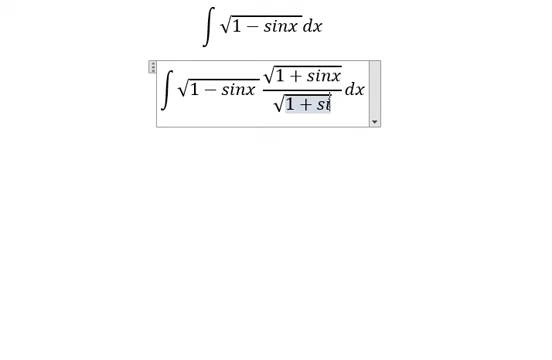 ∫ √(1 − sinx) dx
∫ √(1 − sinx) √(1 + sinx) / √(1 + si) dx